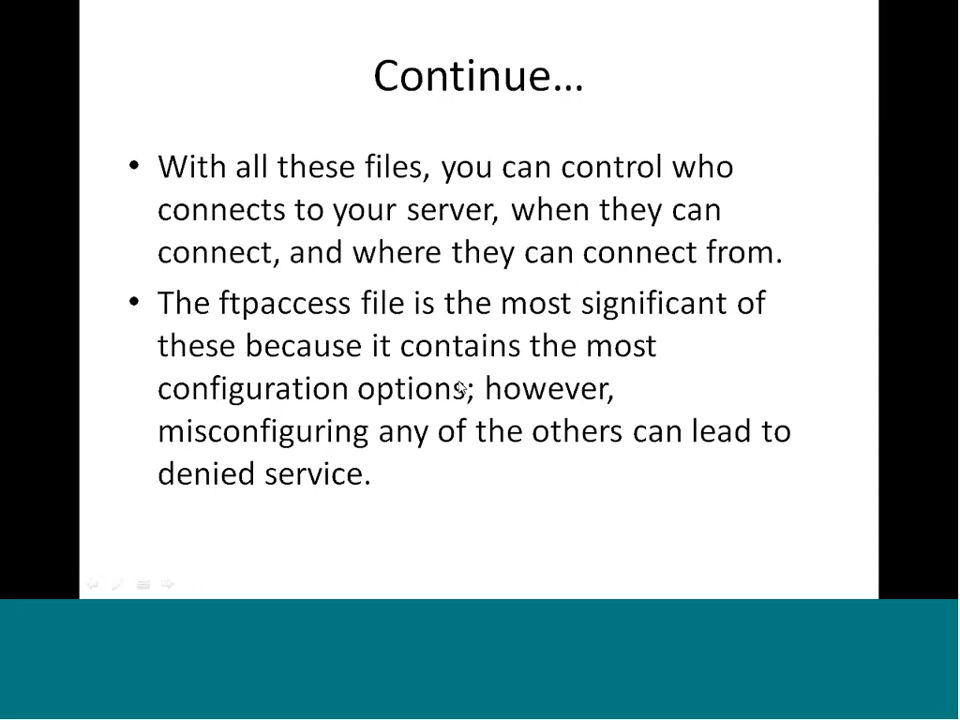 Continue…
• With all these files, you can control who
connects to your server, when they can
connect, and where they can connect from.
• The ftpaccess file is the most significant of
these because it contains the most
configuration options; however,
misconfiguring any of the others can lead to
denied service.